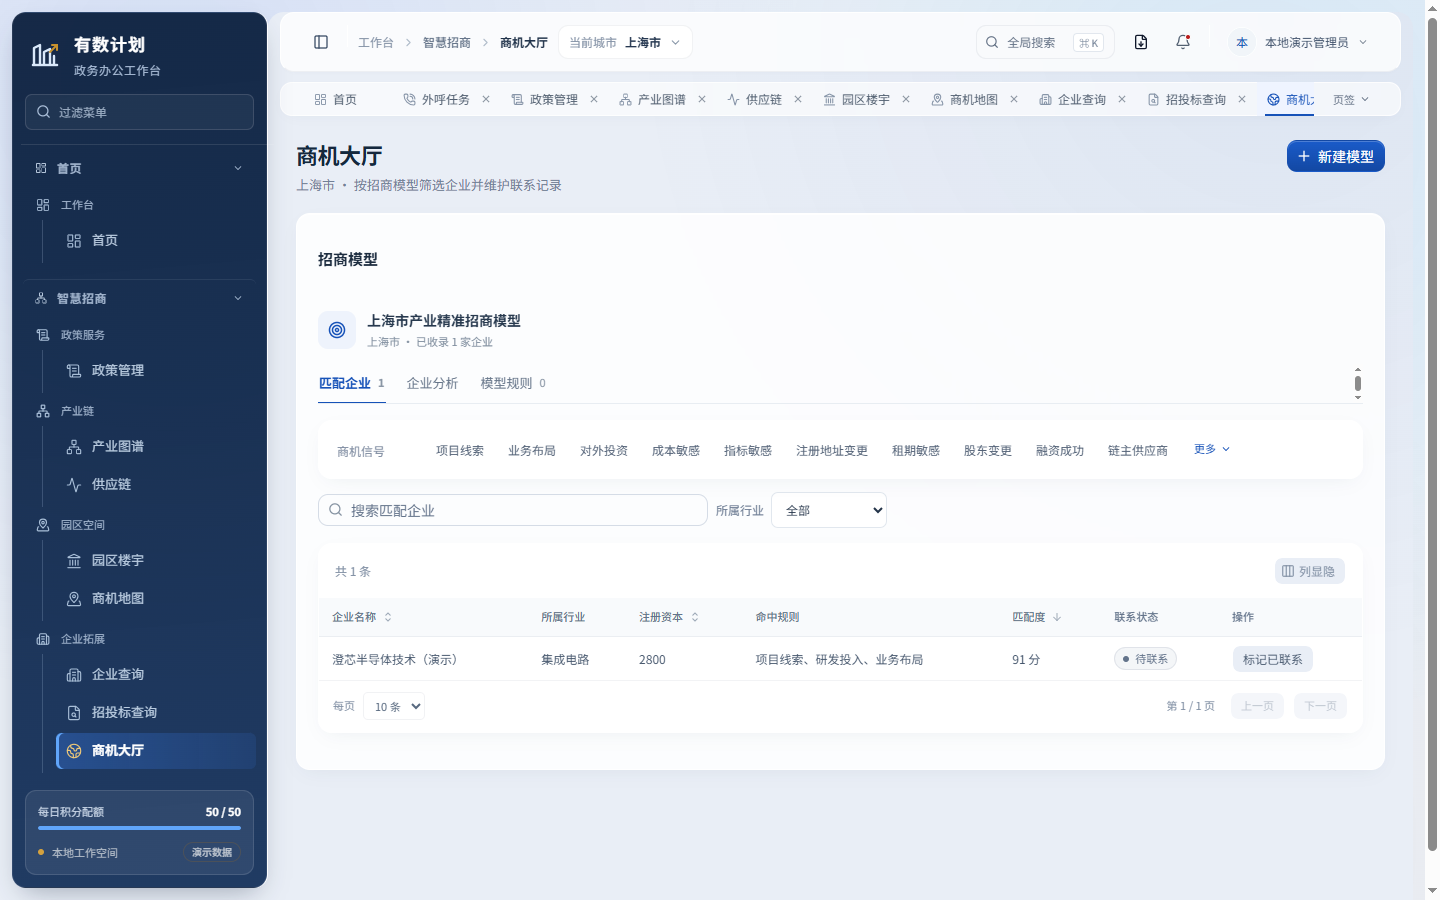 有数计划
政务办公工作台
过滤菜单
首页
工作台
首页
智慧招商
政策服务
政策管理
产业链
产业图谱
供应链
园区空间
园区楼宇
商机地图
企业拓展
企业查询
招投标查询
商机大厅
每日积分配额 50 / 50
本地工作空间 演示数据
工作台 智慧招商 商机大厅 当前城市 上海市 全局搜索 ⌘K 本 本地演示管理员
首页 外呼任务 政策管理 产业图谱 供应链 园区楼宇 商机地图 企业查询 招投标查询 商机 页签
商机大厅
上海市 • 按招商模型筛选企业并维护联系记录
新建模型
招商模型
上海市产业精准招商模型
上海市 • 已收录 1 家企业
匹配企业 1 企业分析 模型规则 0
商机信号 项目线索 业务布局 对外投资 成本敏感 指标敏感 注册地址变更 租期敏感 股东变更 融资成功 链主供应商 更多
搜索匹配企业 所属行业 全部
共 1 条 列显隐
企业名称 所属行业 注册资本 命中规则 匹配度 联系状态 操作
澄芯半导体技术（演示） 集成电路 2800 项目线索、研发投入、业务布局 91 分 待联系 标记已联系
每页 10 条 第 1 / 1 页 上一页 下一页